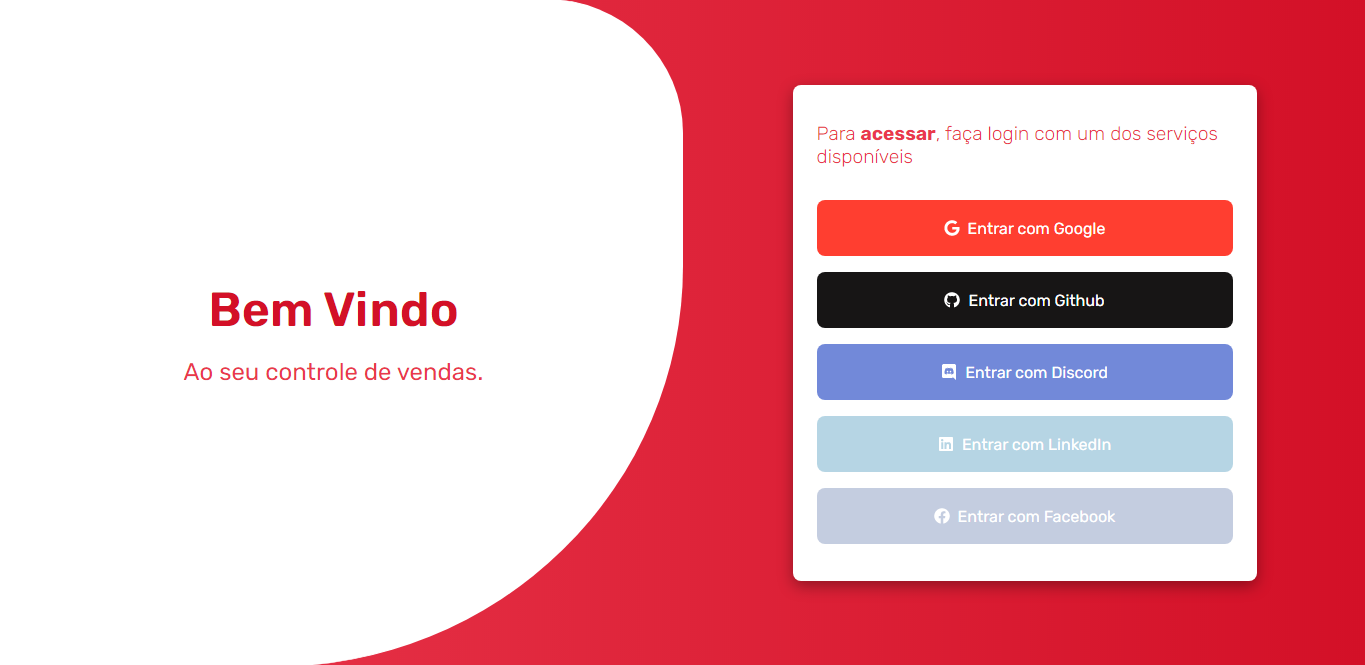 Bem Vindo
Ao seu controle de vendas.
Para acessar, faça login com um dos serviços
disponíveis
Entrar com Google
Entrar com Github
Entrar com Discord
Entrar com LinkedIn
Entrar com Facebook